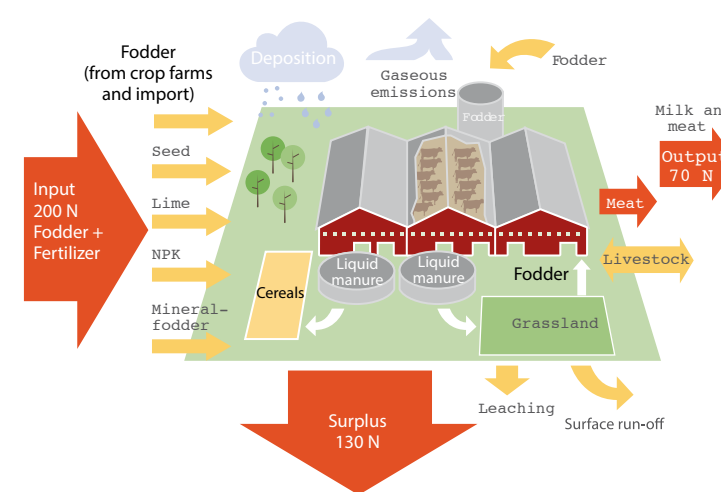 Fodder
(from crop farms
and import)
Deposition
Gaseous
emissions
Fodder
Fodder
Milk an
meat
Output
70 N
Seed
Input
200 N
Fodder +
Fertilizer
Lime
Meat
NPK
Liquid
manure
Liquid
manure
Fodder
Livestock
Cereals
Mineral-
fodder
Grassland
Leaching
Surface run-off
Surplus
130 N